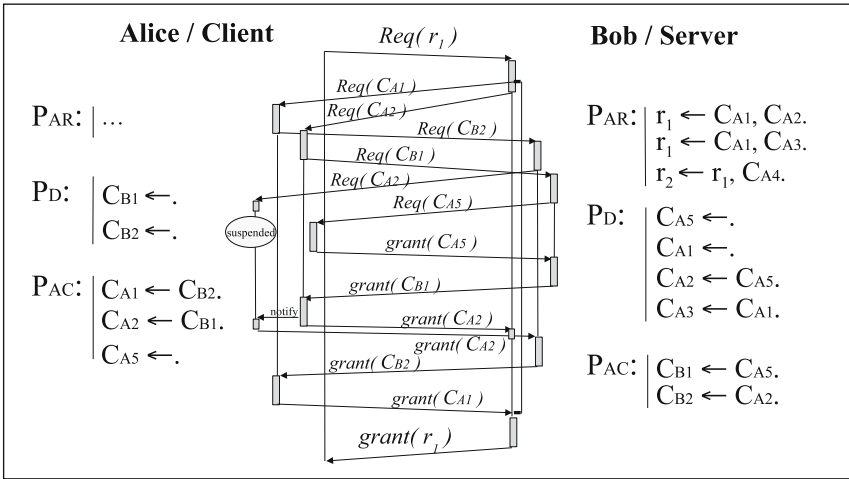 Alice / Client
Bob / Server
Req( r1 )
Req( CA1 )
Req( CA2 )
Req( CB2 )
Req( CB1 )
Req( CA2 )
Req( CA5 )
suspended
grant( CA5 )
grant( CB1 )
notify
grant( CA2 )
grant( CA2 )
grant( CB2 )
grant( CA1 )
grant( r1 )
PAR: ...
PD: CB1 ← .
CB2 ← .
PAC: CA1 ← CB2.
CA2 ← CB1.
CA5 ← .
PAR: r1 ← CA1, CA2.
r1 ← CA1, CA3.
r2 ← r1, CA4.
PD: CA5 ← .
CA1 ← .
CA2 ← CA5.
CA3 ← CA1.
PAC: CB1 ← CA5.
CB2 ← CA2.